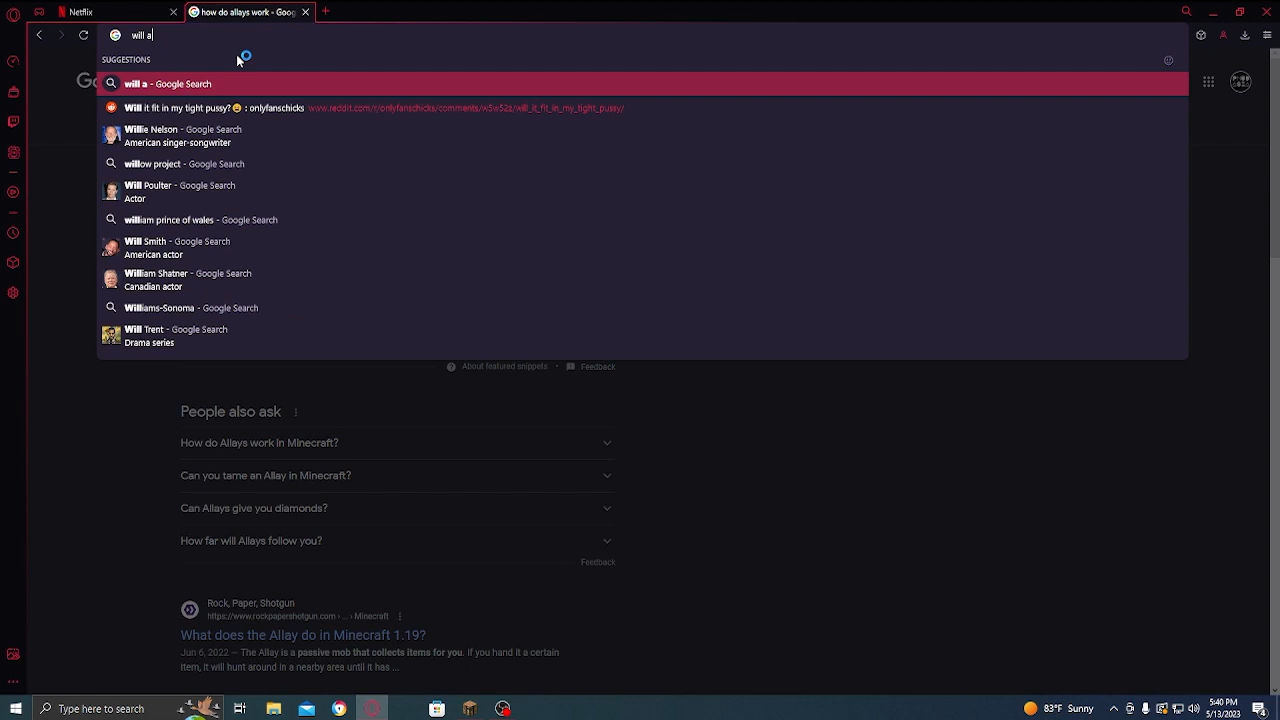 Netflix
how do allays work - Goog
will a
SUGGESTIONS
Go
will a - Google Search
Will it fit in my tight pussy?😩 : onlyfanschicks www.reddit.com/r/onlyfanschicks/comments/w5w52z/will_it_fit_in_my_tight_pussy/
Willie Nelson - Google Search
American singer-songwriter
willow project - Google Search
Will Poulter - Google Search
Actor
william prince of wales - Google Search
Will Smith - Google Search
American actor
William Shatner - Google Search
Canadian actor
Williams-Sonoma - Google Search
Will Trent - Google Search
Drama series
About featured snippets • Feedback
People also ask
How do Allays work in Minecraft?
Can you tame an Allay in Minecraft?
Can Allays give you diamonds?
How far will Allays follow you?
Feedback
Rock, Paper, Shotgun
https://www.rockpapershotgun.com › ... › Minecraft
What does the Allay do in Minecraft 1.19?
Jun 6, 2022 — The Allay is a passive mob that collects items for you. If you hand it a certain
item, it will hunt around in a nearby area until it has ...
Type here to search
83°F Sunny
5:40 PM
5/13/2023